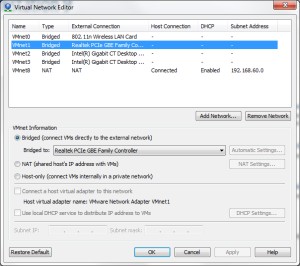 Virtual Network Editor
Name Type External Connection Host Connection DHCP Subnet Address
VMnet0 Bridged 802.11n Wireless LAN Card - - -
VMnet1 Bridged Realtek PCIe GBE Family Co... - - -
VMnet2 Bridged Intel(R) Gigabit CT Desktop ... - - -
VMnet3 Bridged Intel(R) Gigabit CT Desktop ... - - -
VMnet8 NAT NAT Connected Enabled 192.168.60.0
Add Network... Remove Network
VMnet Information
Bridged (connect VMs directly to the external network)
Bridged to: Realtek PCIe GBE Family Controller Automatic Settings...
NAT (shared host's IP address with VMs) NAT Settings...
Host-only (connect VMs internally in a private network)
Connect a host virtual adapter to this network
Host virtual adapter name: VMware Network Adapter VMnet1
Use local DHCP service to distribute IP address to VMs DHCP Settings...
Subnet IP: . . . Subnet mask: . . .
Restore Default OK Cancel Apply Help